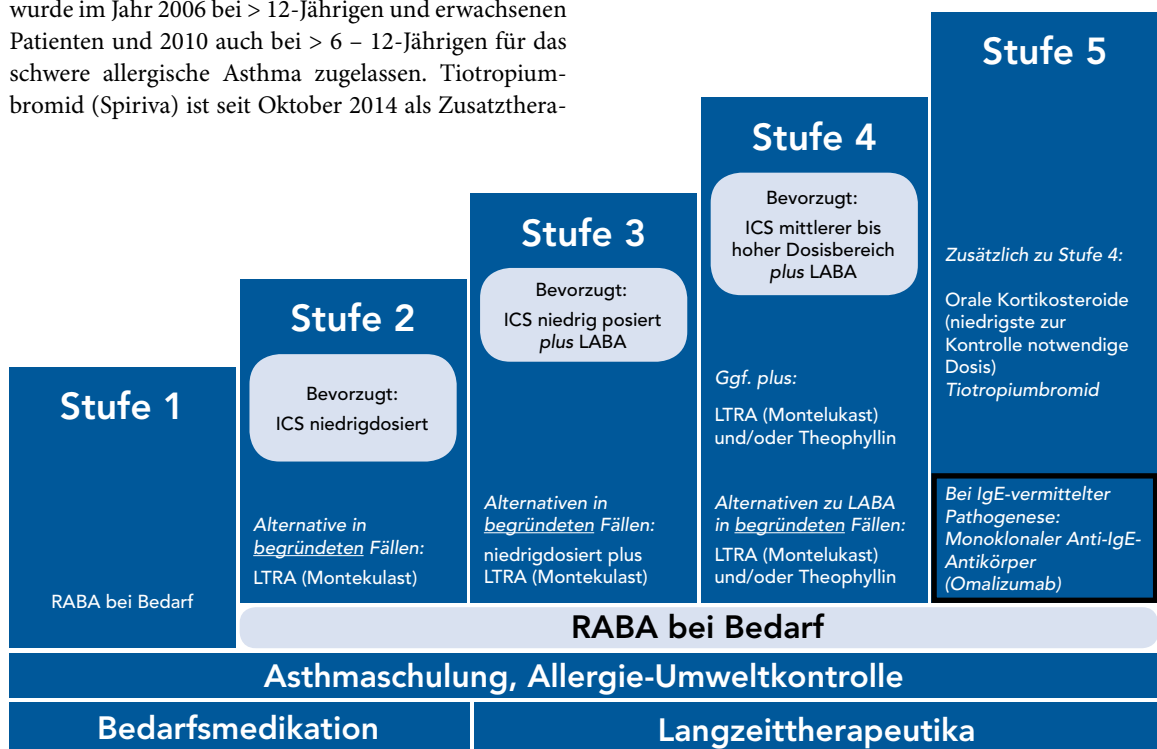 wurde im Jahr 2006 bei > 12-Jährigen und erwachsenen
Patienten und 2010 auch bei > 6 – 12-Jährigen für das
schwere allergische Asthma zugelassen. Tiotropium-
bromid (Spiriva) ist seit Oktober 2014 als Zusatzthera-
Stufe 1
RABA bei Bedarf
Stufe 2
Bevorzugt:
ICS niedrigdosiert
Alternative in
begründeten Fällen:
LTRA (Montekulast)
Stufe 3
Bevorzugt:
ICS niedrig posiert
plus LABA
Alternativen in
begründeten Fällen:
niedrigdosiert plus
LTRA (Montekulast)
Stufe 4
Bevorzugt:
ICS mittlerer bis
hoher Dosisbereich
plus LABA
Ggf. plus:
LTRA (Montelukast)
und/oder Theophyllin
Alternativen zu LABA
in begründeten Fällen:
LTRA (Montelukast)
und/oder Theophyllin
Stufe 5
Zusätzlich zu Stufe 4:
Orale Kortikosteroide
(niedrigste zur
Kontrolle notwendige
Dosis)
Tiotropiumbromid
Bei IgE-vermittelter
Pathogenese:
Monoklonaler Anti-IgE-
Antikörper
(Omalizumab)
RABA bei Bedarf
Asthmaschulung, Allergie-Umweltkontrolle
Bedarfsmedikation
Langzeittherapeutika